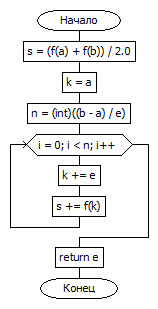 Начало
s = (f(a) + f(b)) / 2.0
k = a
n = (int)((b - a) / e)
i = 0; i < n; i++
k += e
s += f(k)
return e
Конец